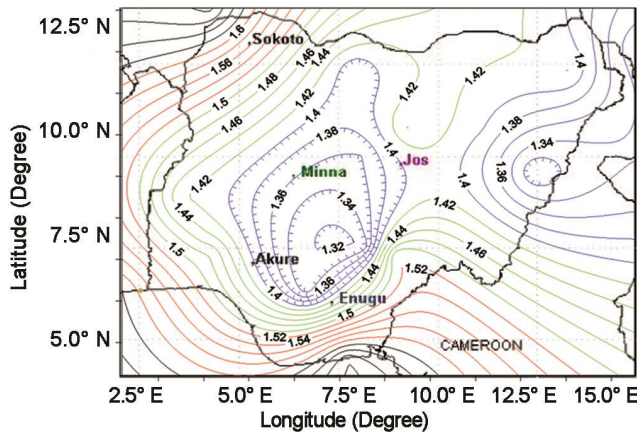 12.5° N
10.0° N
7.5° N
5.0° N
Latitude (Degree)
1.6
Sokoto
1.56
1.48
1.46
1.44
1.42
1.42
1.42
1.5
1.46
1.4
1.4
1.38
1.38
1.34
1.4
Jos
Minna
1.36
1.36
1.4
1.34
1.42
1.42
1.44
1.44
1.46
1.5
1.32
Akure
1.4
1.36
1.44
1.52
Enugu
1.5
1.52
1.54
CAMEROON
2.5° E
5.0° E
7.5° E
10.0° E
12.5° E
15.0° E
Longitude (Degree)